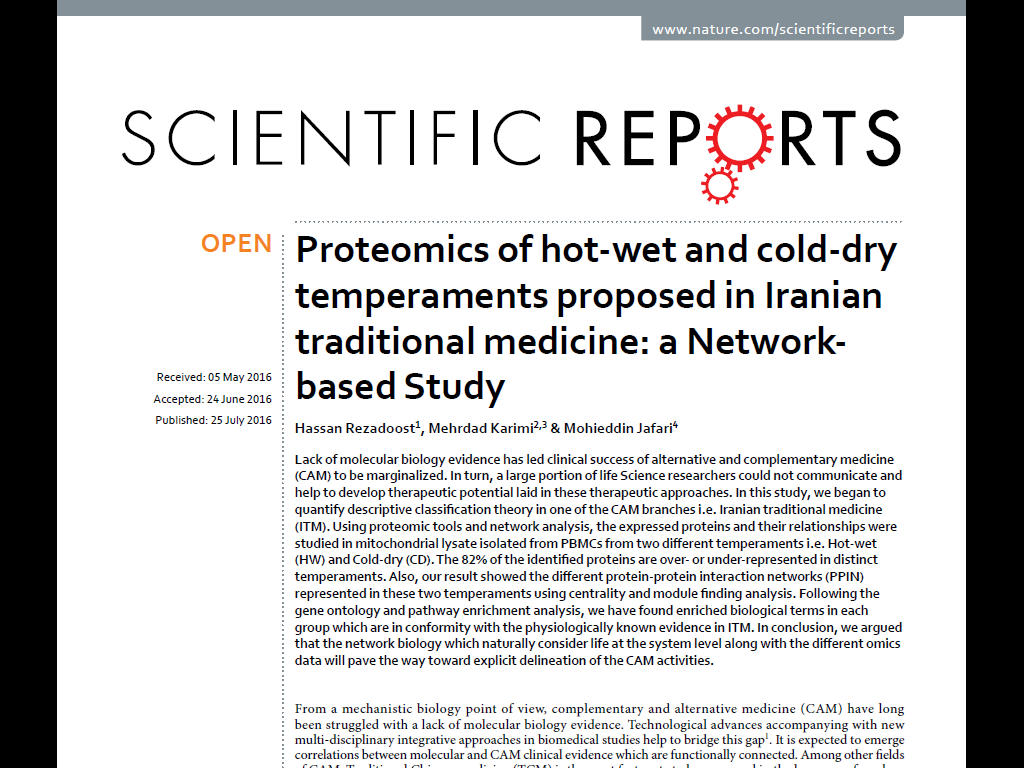 www.nature.com/scientificreports
SCIENTIFIC REPORTS
OPEN
Proteomics of hot-wet and cold-dry
temperaments proposed in Iranian
traditional medicine: a Network-
based Study
Received: 05 May 2016
Accepted: 24 June 2016
Published: 25 July 2016
Hassan Rezadoost1, Mehrdad Karimi2,3 & Mohieddin Jafari4
Lack of molecular biology evidence has led clinical success of alternative and complementary medicine
(CAM) to be marginalized. In turn, a large portion of life Science researchers could not communicate and
help to develop therapeutic potential laid in these therapeutic approaches. In this study, we began to
quantify descriptive classification theory in one of the CAM branches i.e. Iranian traditional medicine
(ITM). Using proteomic tools and network analysis, the expressed proteins and their relationships were
studied in mitochondrial lysate isolated from PBMCs from two different temperaments i.e. Hot-wet
(HW) and Cold-dry (CD). The 82% of the identified proteins are over- or under-represented in distinct
temperaments. Also, our result showed the different protein-protein interaction networks (PPIN)
represented in these two temperaments using centrality and module finding analysis. Following the
gene ontology and pathway enrichment analysis, we have found enriched biological terms in each
group which are in conformity with the physiologically known evidence in ITM. In conclusion, we argued
that the network biology which naturally consider life at the system level along with the different omics
data will pave the way toward explicit delineation of the CAM activities.
From a mechanistic biology point of view, complementary and alternative medicine (CAM) have long
been struggled with a lack of molecular biology evidence. Technological advances accompanying with new
multi-disciplinary integrative approaches in biomedical studies help to bridge this gap1. It is expected to emerge
correlations between molecular and CAM clinical evidence which are functionally connected. Among other fields